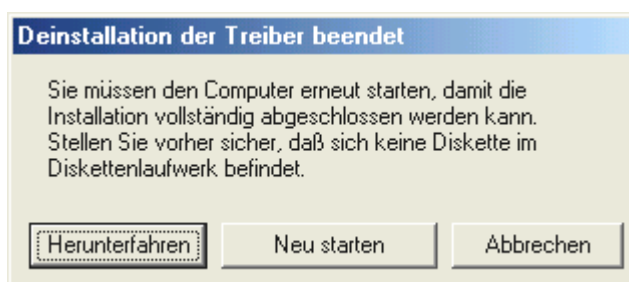 Deinstallation der Treiber beendet
Sie müssen den Computer erneut starten, damit die
Installation vollständig abgeschlossen werden kann.
Stellen Sie vorher sicher, daß sich keine Diskette im
Diskettenlaufwerk befindet.
Herunterfahren Neu starten Abbrechen